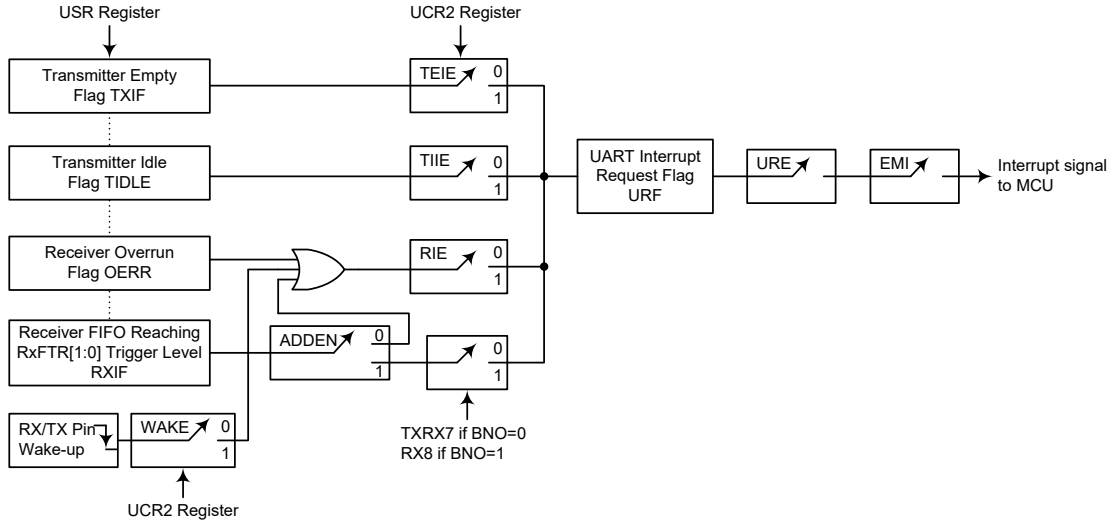 USR Register
UCR2 Register
Transmitter Empty
Flag TXIF
TEIE
0
1
Transmitter Idle
Flag TIDLE
TIIE
0
1
UART Interrupt
Request Flag
URF
URE
EMI
Interrupt signal
to MCU
Receiver Overrun
Flag OERR
RIE
0
1
Receiver FIFO Reaching
RxFTR[1:0] Trigger Level
RXIF
ADDEN
0
1
0
1
RX/TX Pin
Wake-up
WAKE
0
1
TXRX7 if BNO=0
RX8 if BNO=1
UCR2 Register